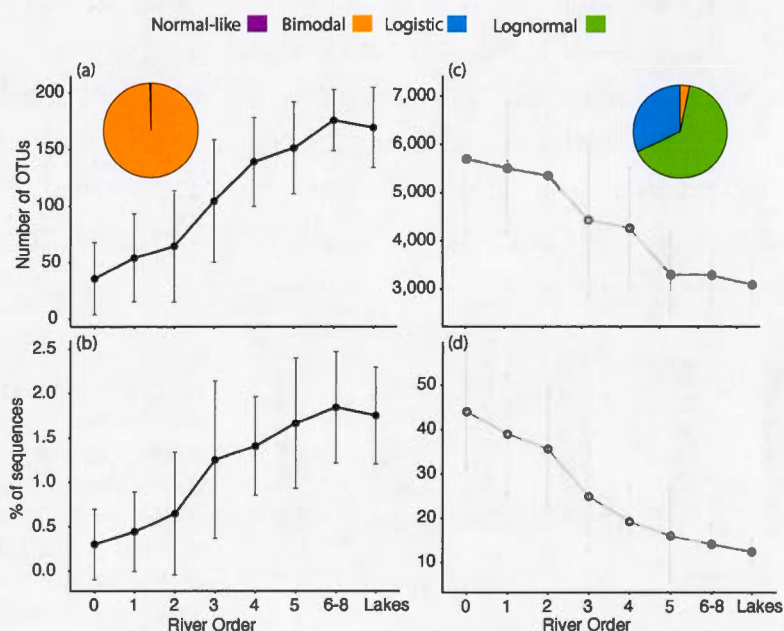 Normal-like Bimodal Logistic Lognormal
(a)
Number of OTUs
200
150
100
50
0
(c)
7,000
6,000
5,000
4,000
3,000
(b)
% of sequences
2.5
2.0
1.5
1.0
0.5
0.0
0 1 2 3 4 5 6-8 Lakes
River Order
(d)
50
40
30
20
10
0 1 2 3 4 5 6-8 Lakes
River Order